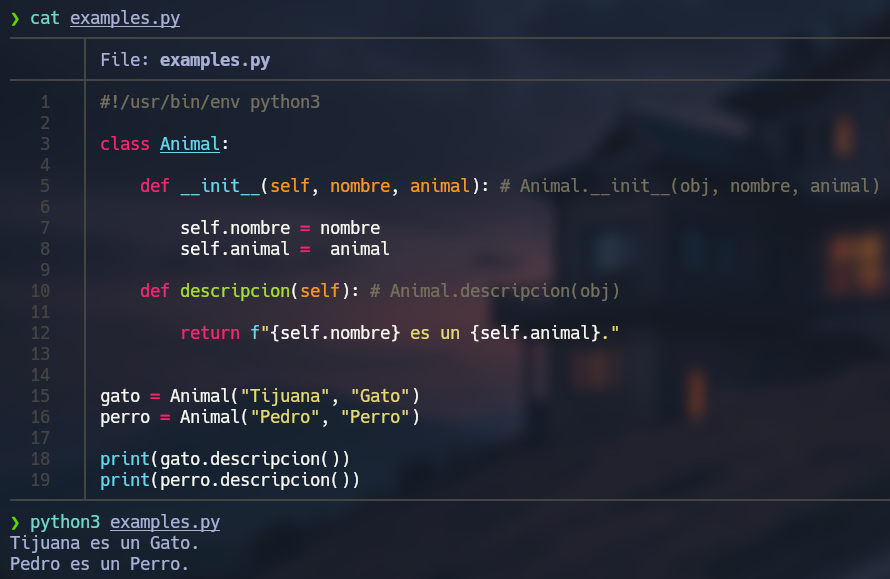 ❯ cat examples.py
File: examples.py
1 #!/usr/bin/env python3
2
3 class Animal:
4
5     def __init__(self, nombre, animal): # Animal.__init__(obj, nombre, animal)
6
7           self.nombre = nombre
8           self.animal =  animal
9
10     def descripcion(self): # Animal.descripcion(obj)
11
12           return f"{self.nombre} es un {self.animal}."
13
14
15 gato = Animal("Tijuana", "Gato")
16 perro = Animal("Pedro", "Perro")
17
18 print(gato.descripcion())
19 print(perro.descripcion())
❯ python3 examples.py
Tijuana es un Gato.
Pedro es un Perro.